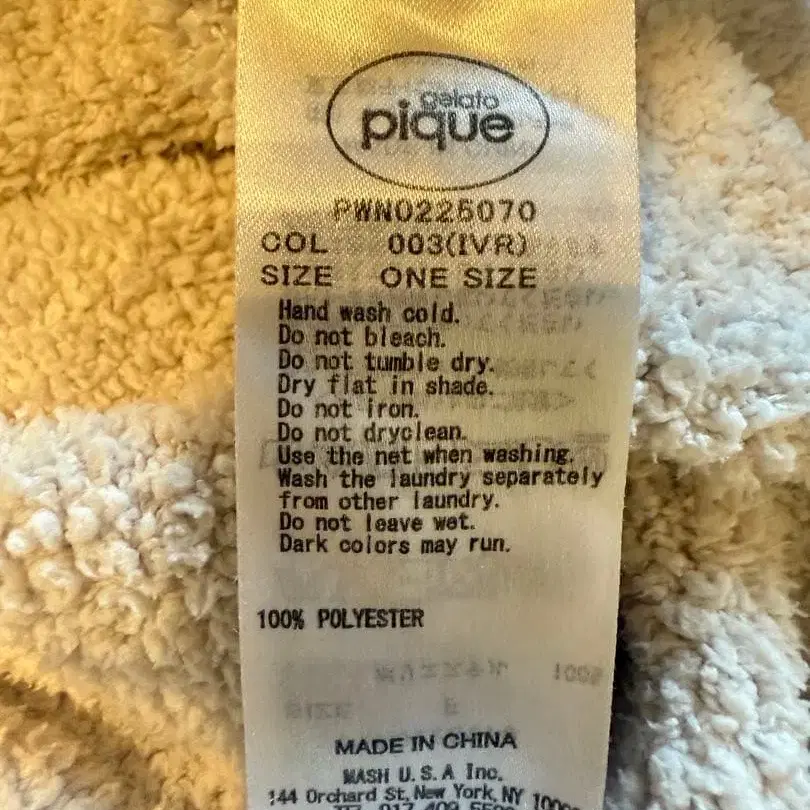 gelato
pique
PWNO225070
COL 003(IVR)
SIZE ONE SIZE
Hand wash cold.
Do not bleach.
Do not tumble dry.
Dry flat in shade.
Do not iron.
Do not dryclean.
Use the net when washing.
Wash the laundry separately
from other laundry.
Do not leave wet.
Dark colors may run.
100% POLYESTER
MADE IN CHINA
MASH U.S.A Inc.
144 Orchard St, New York, NY